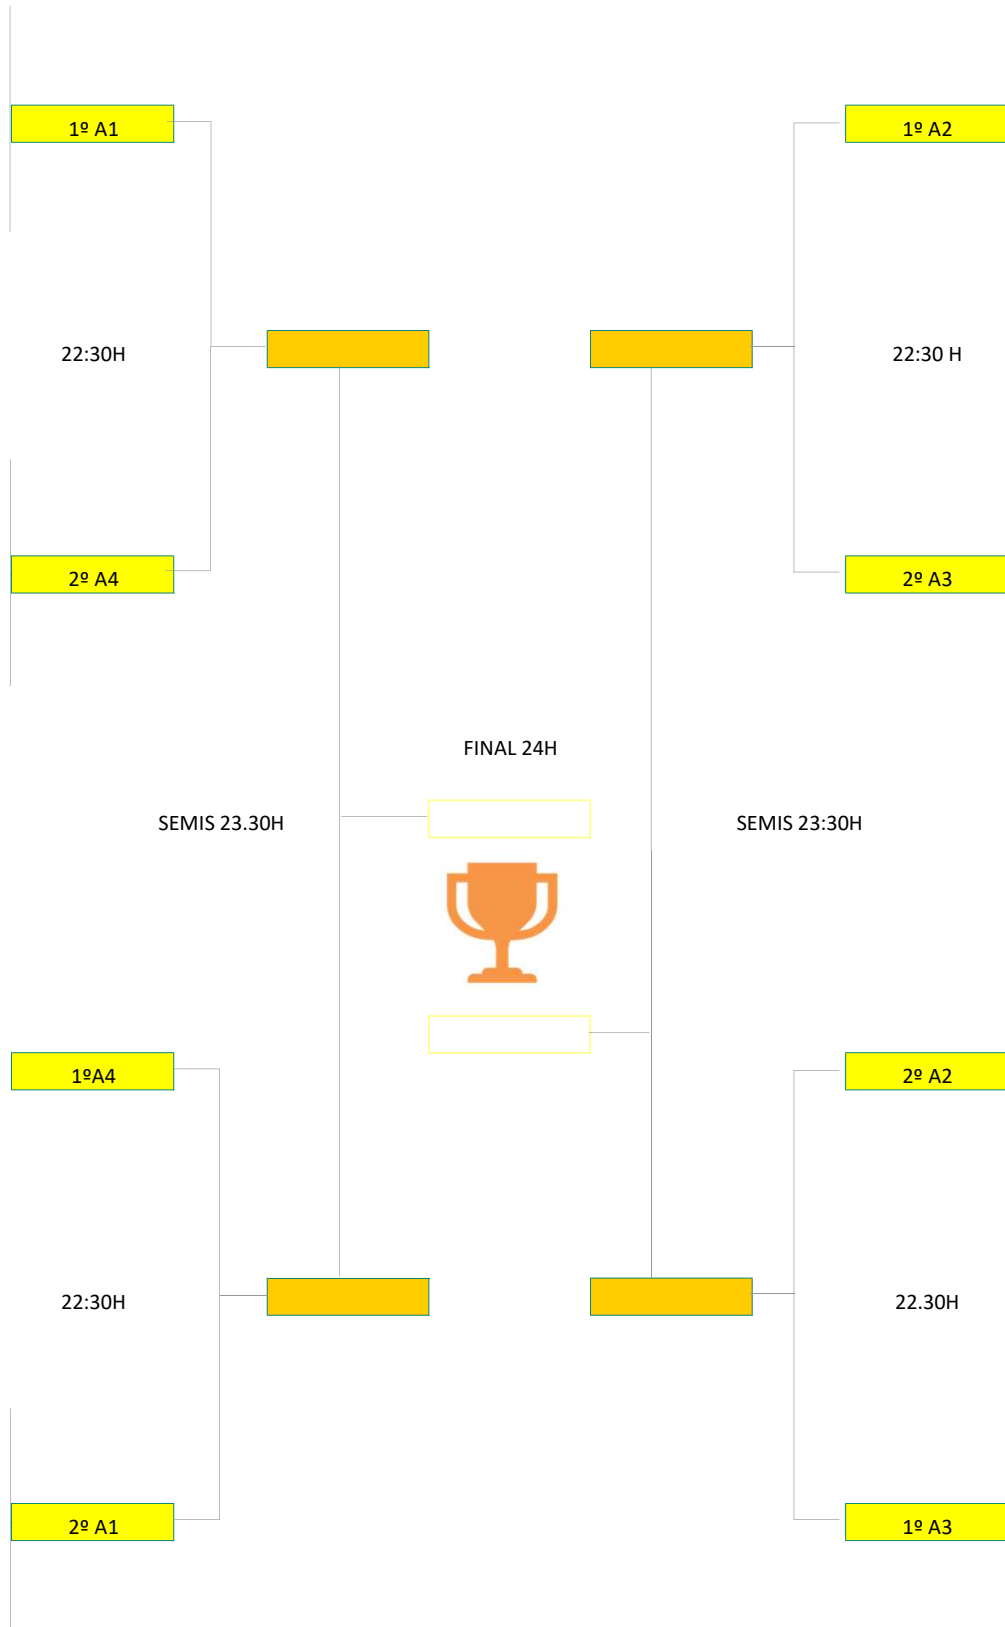 1º A1
1º A2
22:30H
22:30 H
2º A4
2º A3
FINAL 24H
SEMIS 23.30H
SEMIS 23:30H
1ºA4
2º A2
22:30H
22.30H
2º A1
1º A3